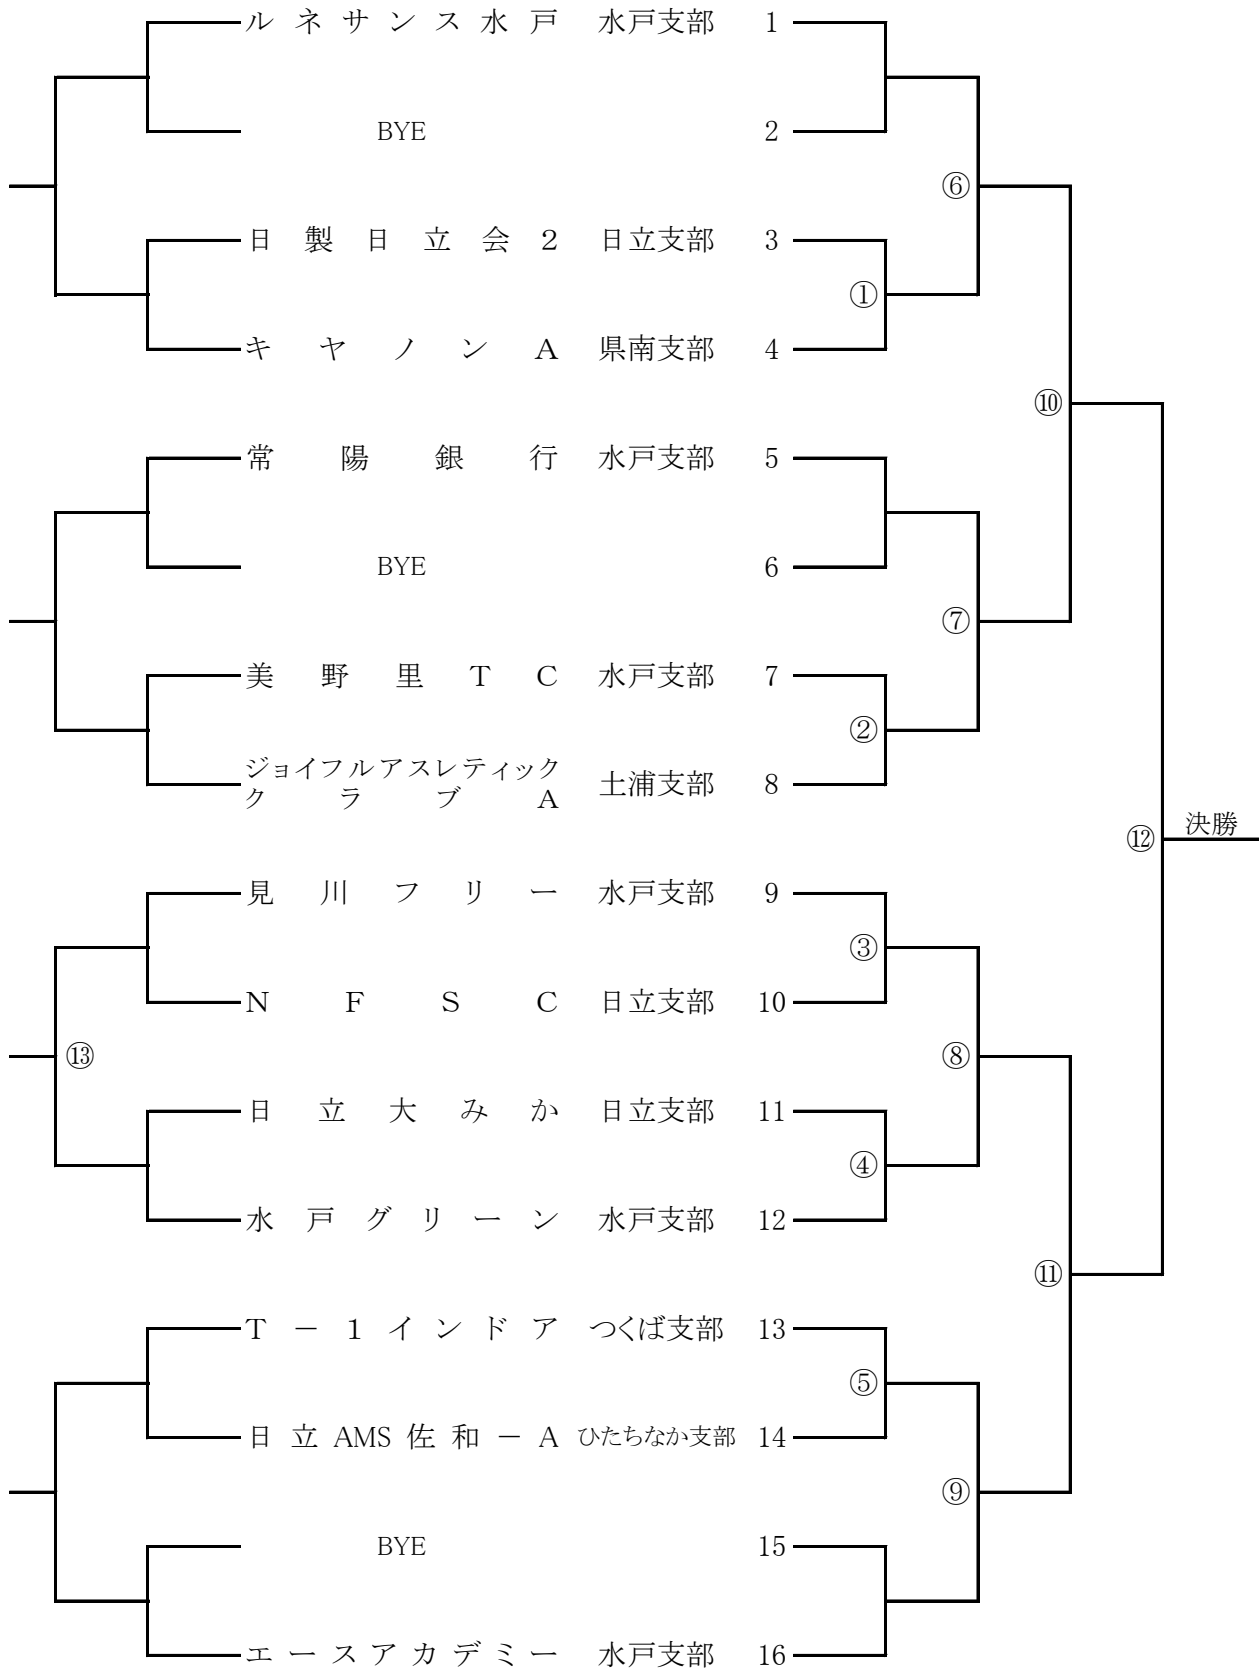 ルネサンス水戸 水戸支部 1
BYE 2
⑥
日製日立会2 日立支部 3
①
キヤノンA 県南支部 4
⑩
常陽銀行 水戸支部 5
BYE 6
⑦
美野里TC 水戸支部 7
②
ジョイフルアスレティック
クラブA 土浦支部 8
決勝
⑫
見川フリー 水戸支部 9
③
NFSC 日立支部 10
⑬ ⑧
日立大みか 日立支部 11
④
水戸グリーン 水戸支部 12
⑪
T－1インドア つくば支部 13
⑤
日立AMS佐和－A ひたちなか支部 14
⑨
BYE 15
エースアカデミー 水戸支部 16